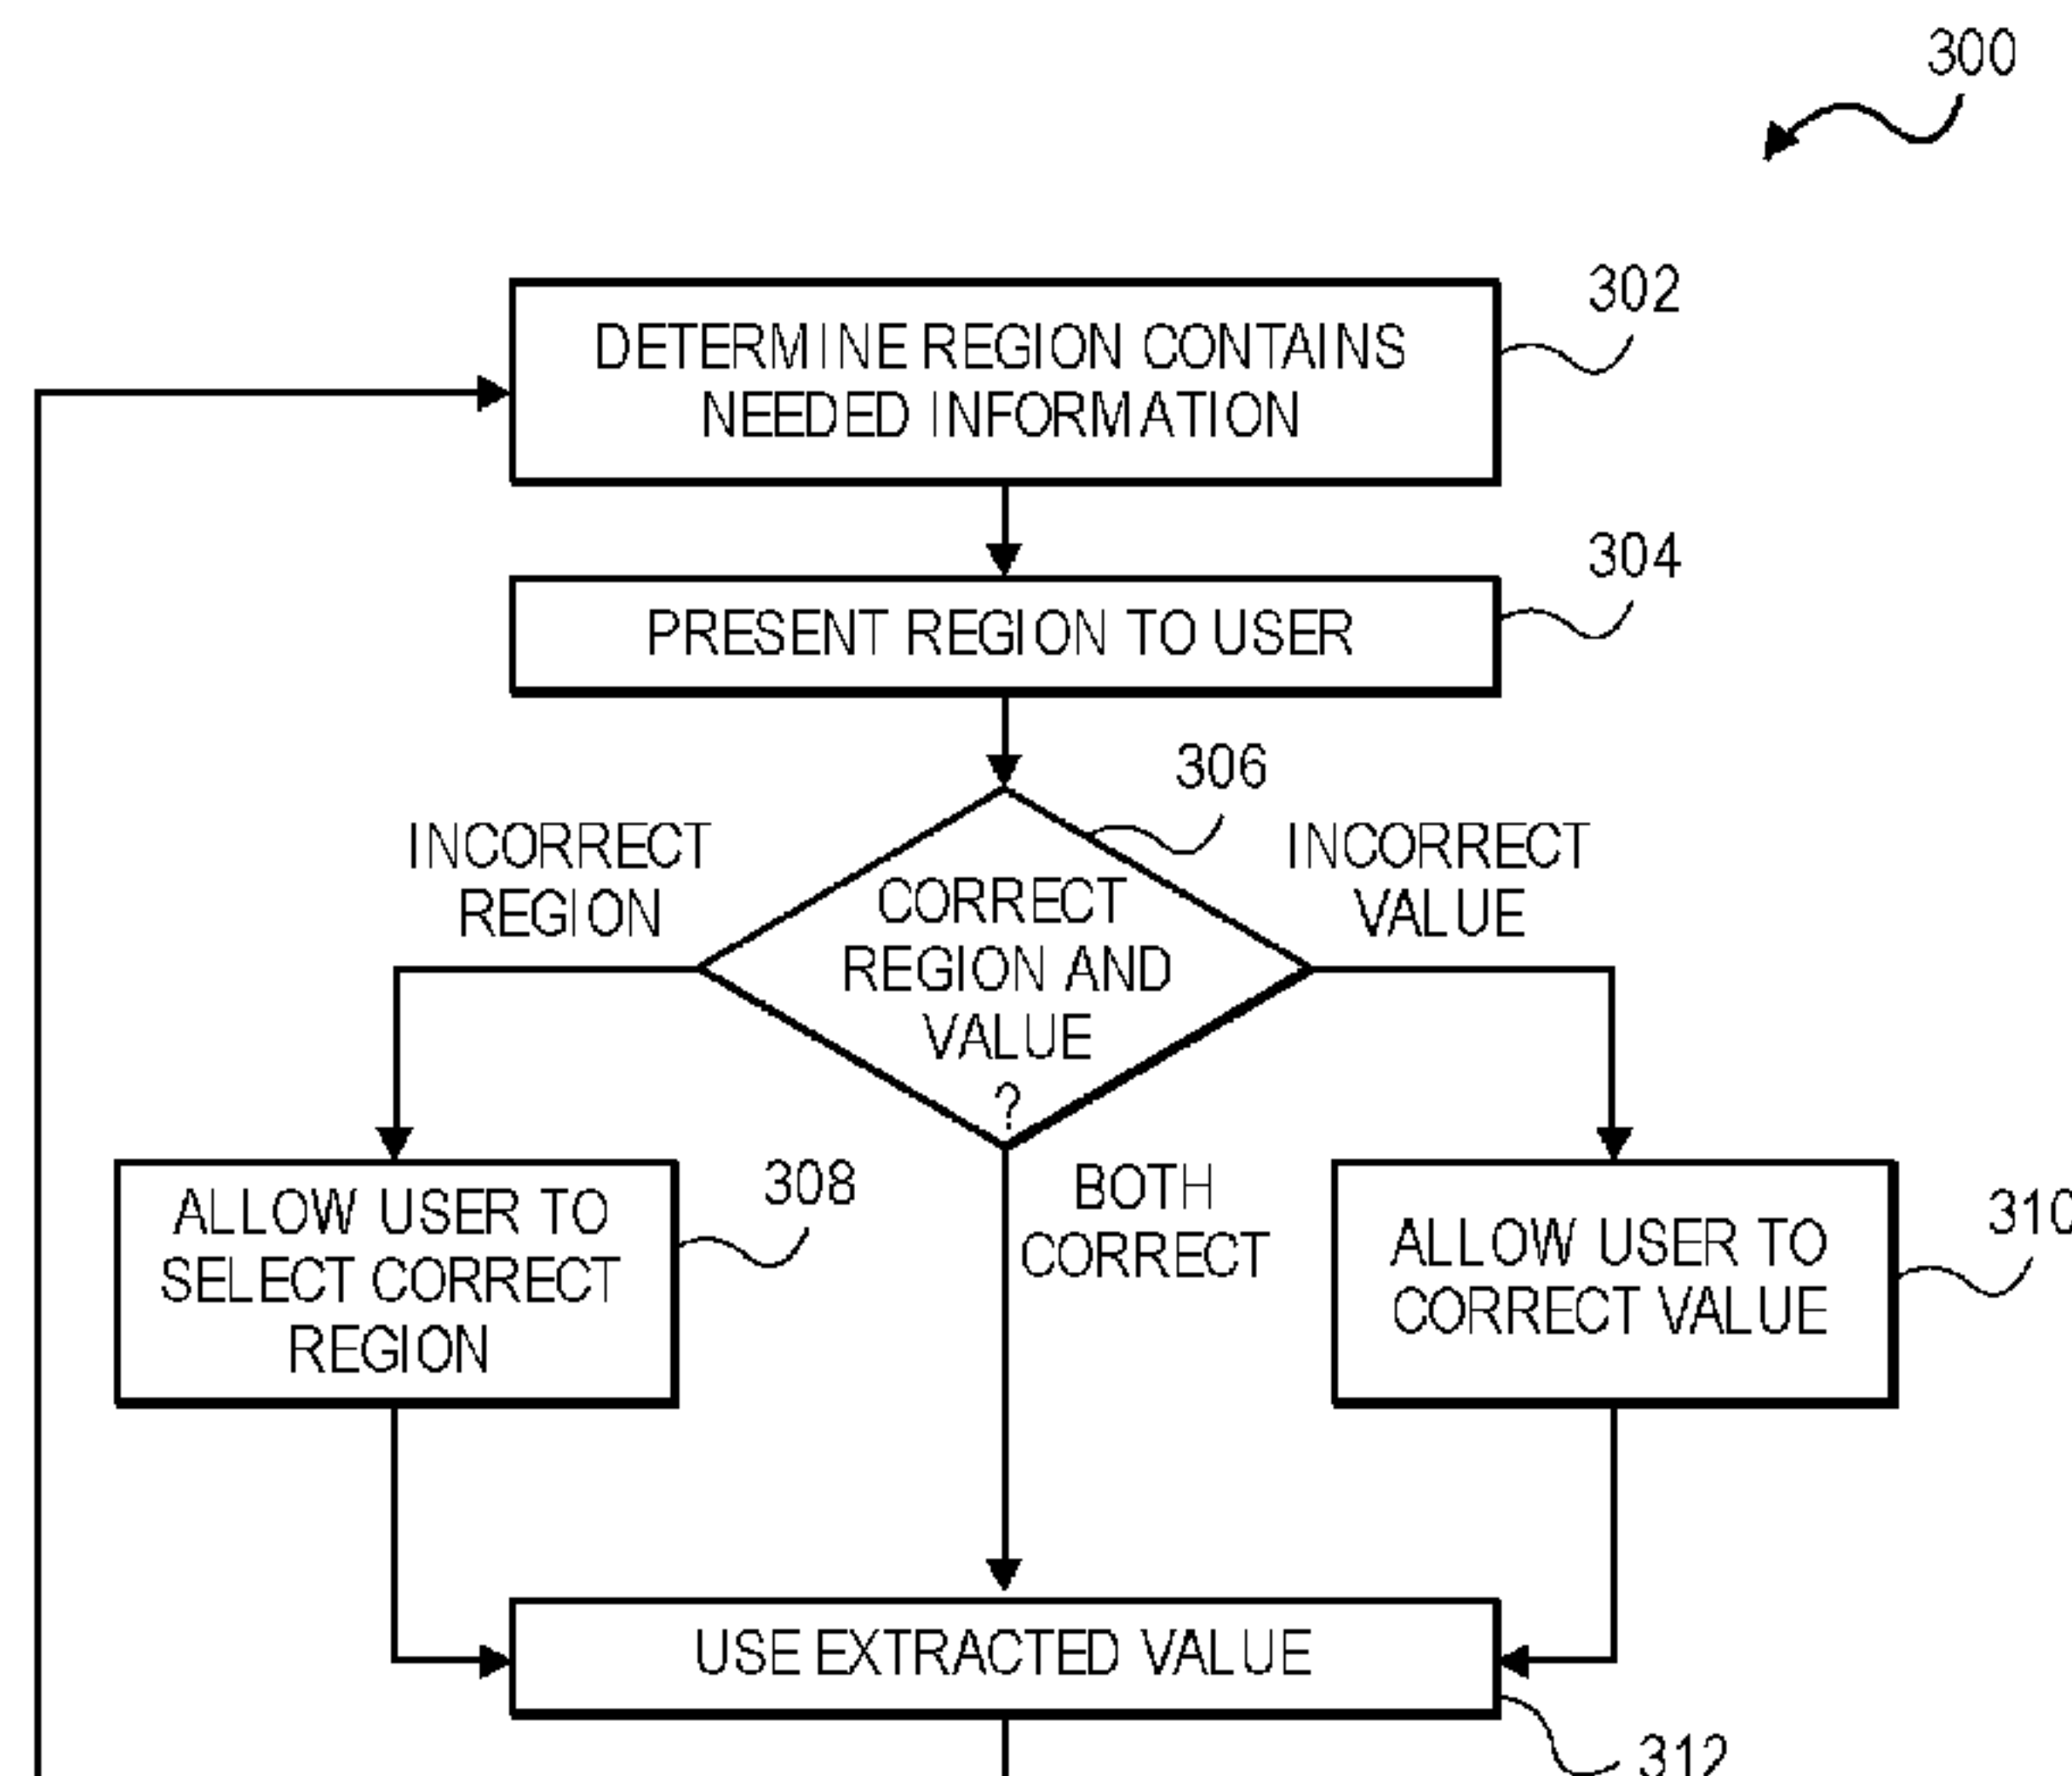 300
DETERMINE REGION CONTAINS
NEEDED INFORMATION
302
PRESENT REGION TO USER
304
306
INCORRECT
REGION
CORRECT
REGION AND
VALUE
?
INCORRECT
VALUE
ALLOW USER TO
SELECT CORRECT
REGION
308
BOTH
CORRECT
ALLOW USER TO
CORRECT VALUE
310
USE EXTRACTED VALUE
312